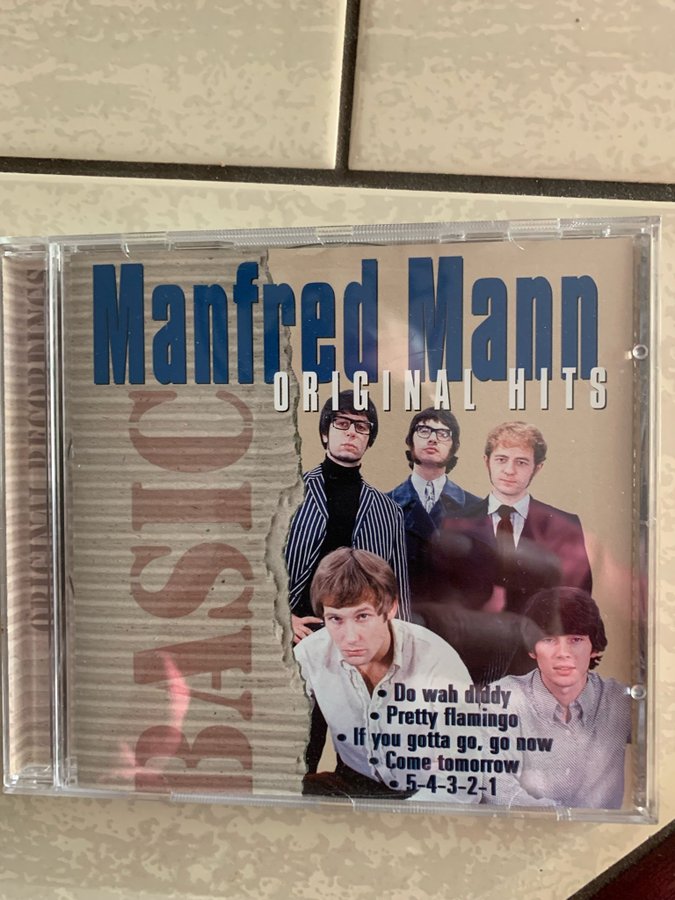 Manfred Mann
ORIGINAL HITS
BASIC
ORIGINAL RECORDINGS
• Do wah diddy
• Pretty flamingo
• If you gotta go, go now
• Come tomorrow
• 5-4-3-2-1